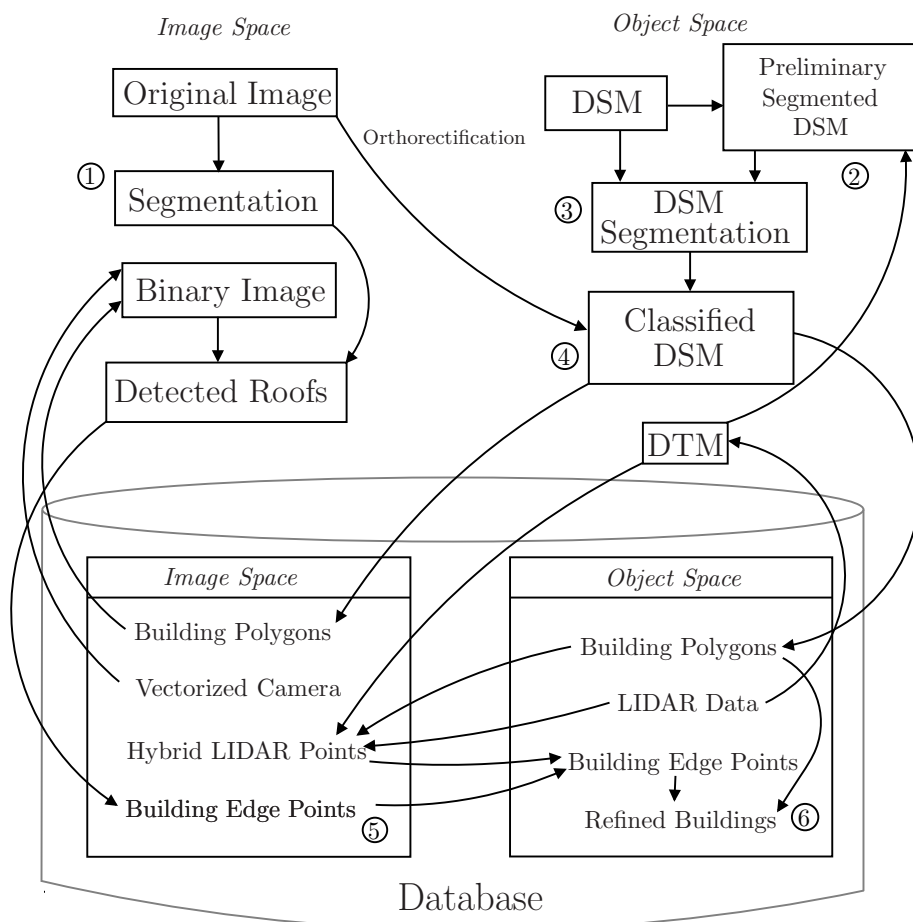 Image Space
Object Space
Original Image
Orthorectification
DSM
Preliminary
Segmented
DSM
①
Segmentation
②
③
DSM
Segmentation
Binary Image
④
Classified
DSM
Detected Roofs
DTM
Image Space
Building Polygons
Vectorized Camera
Hybrid LIDAR Points
Building Edge Points
⑤
Object Space
Building Polygons
LIDAR Data
Building Edge Points
Refined Buildings
⑥
Database